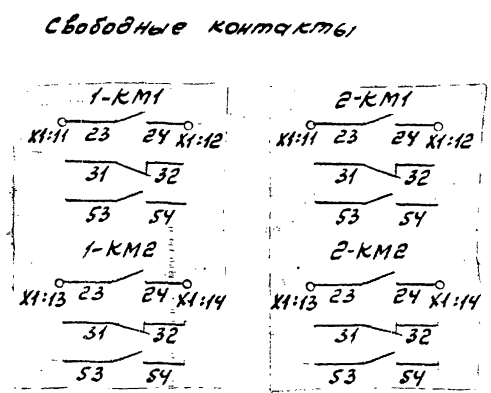 Свободные контакты
1-КМ1 2-КМ1
X1:11 23 24 X1:12 X1:11 23 24 X1:12
31 32 31 32
53 54 53 54
1-КМ2 2-КМ2
X1:13 23 24 X1:14 X1:13 23 24 X1:14
31 32 31 32
53 54 53 54